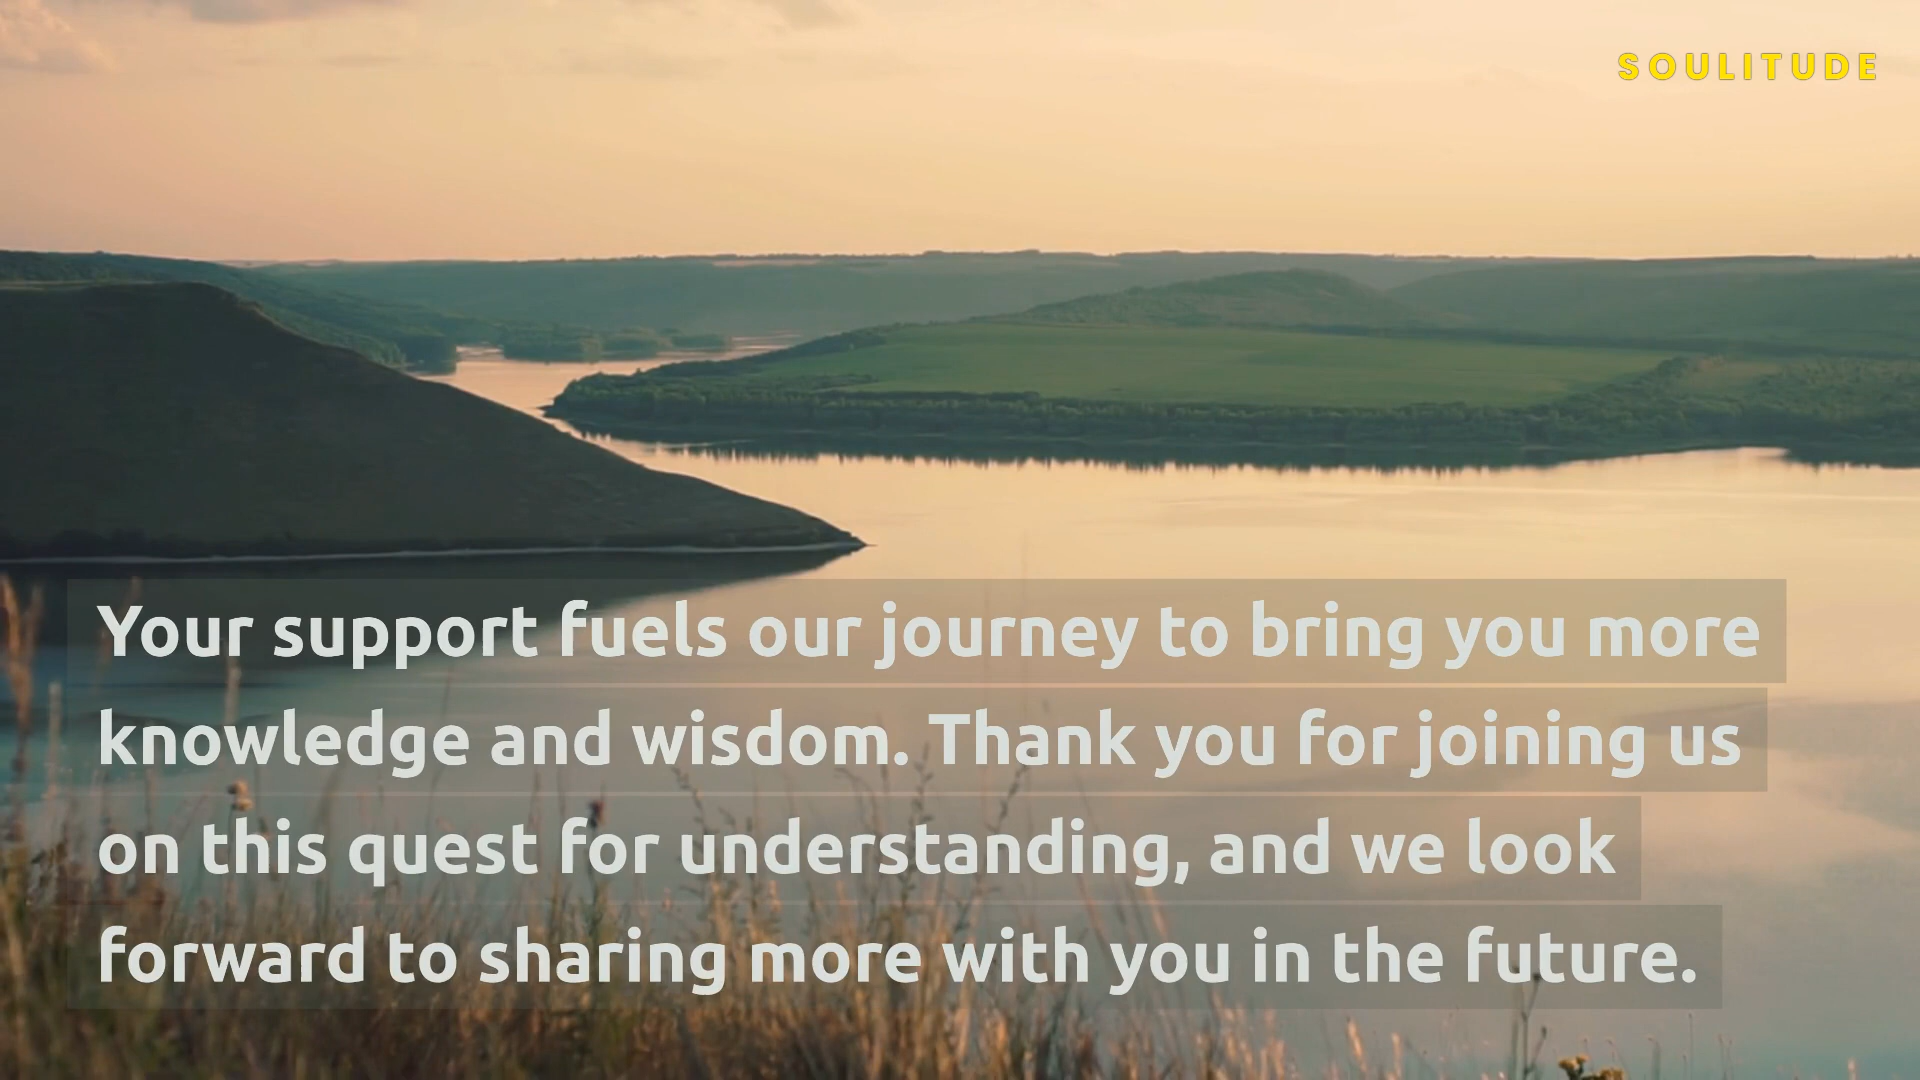 SOULITUDE
Your support fuels our journey to bring you more
knowledge and wisdom. Thank you for joining us
on this quest for understanding, and we look
forward to sharing more with you in the future.